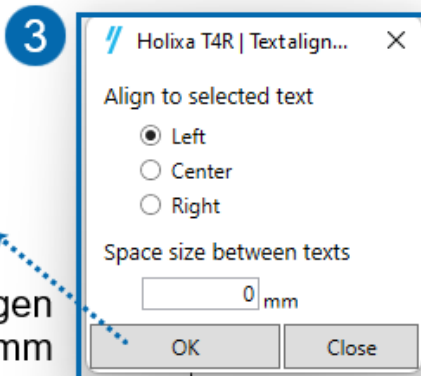 3
Holixa T4R | Textalign...
Align to selected text
Left
Center
Right
Space size between texts
0 mm
gen
mm
OK Close